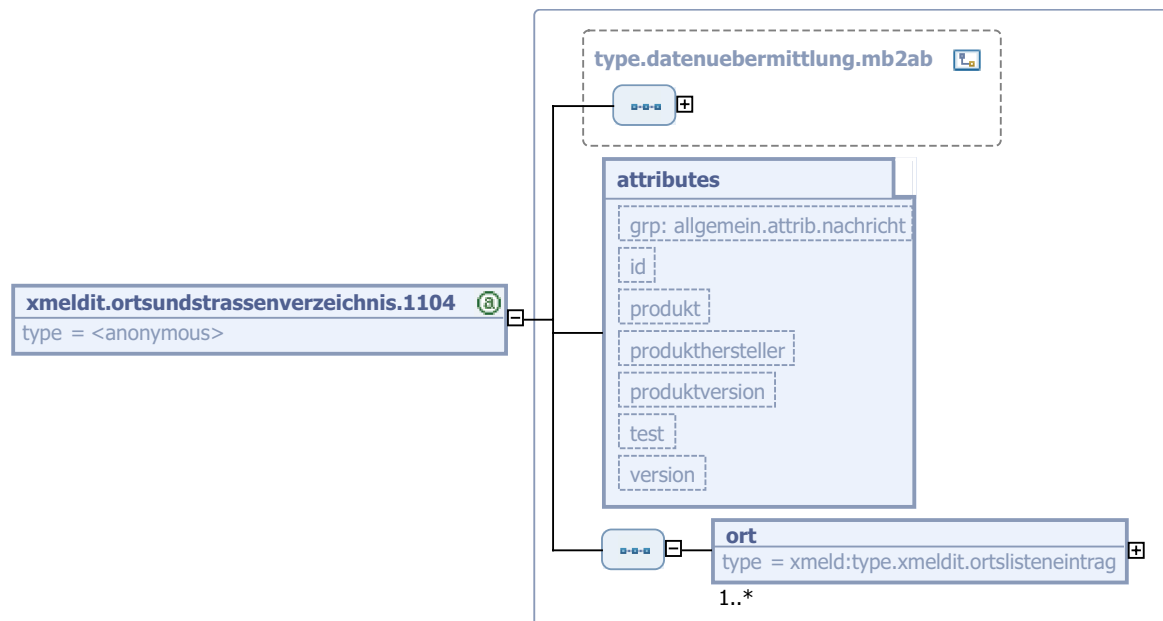 type.datenuebermittlung.mb2ab
attributes
grp: allgemein.attrib.nachricht
id
produkt
produkthersteller
produktversion
test
version
xmeldit.ortsundstrassenverzeichnis.1104 @
type = <anonymous>
ort
type = xmeld:type.xmeldit.ortslisteneintrag
1..*